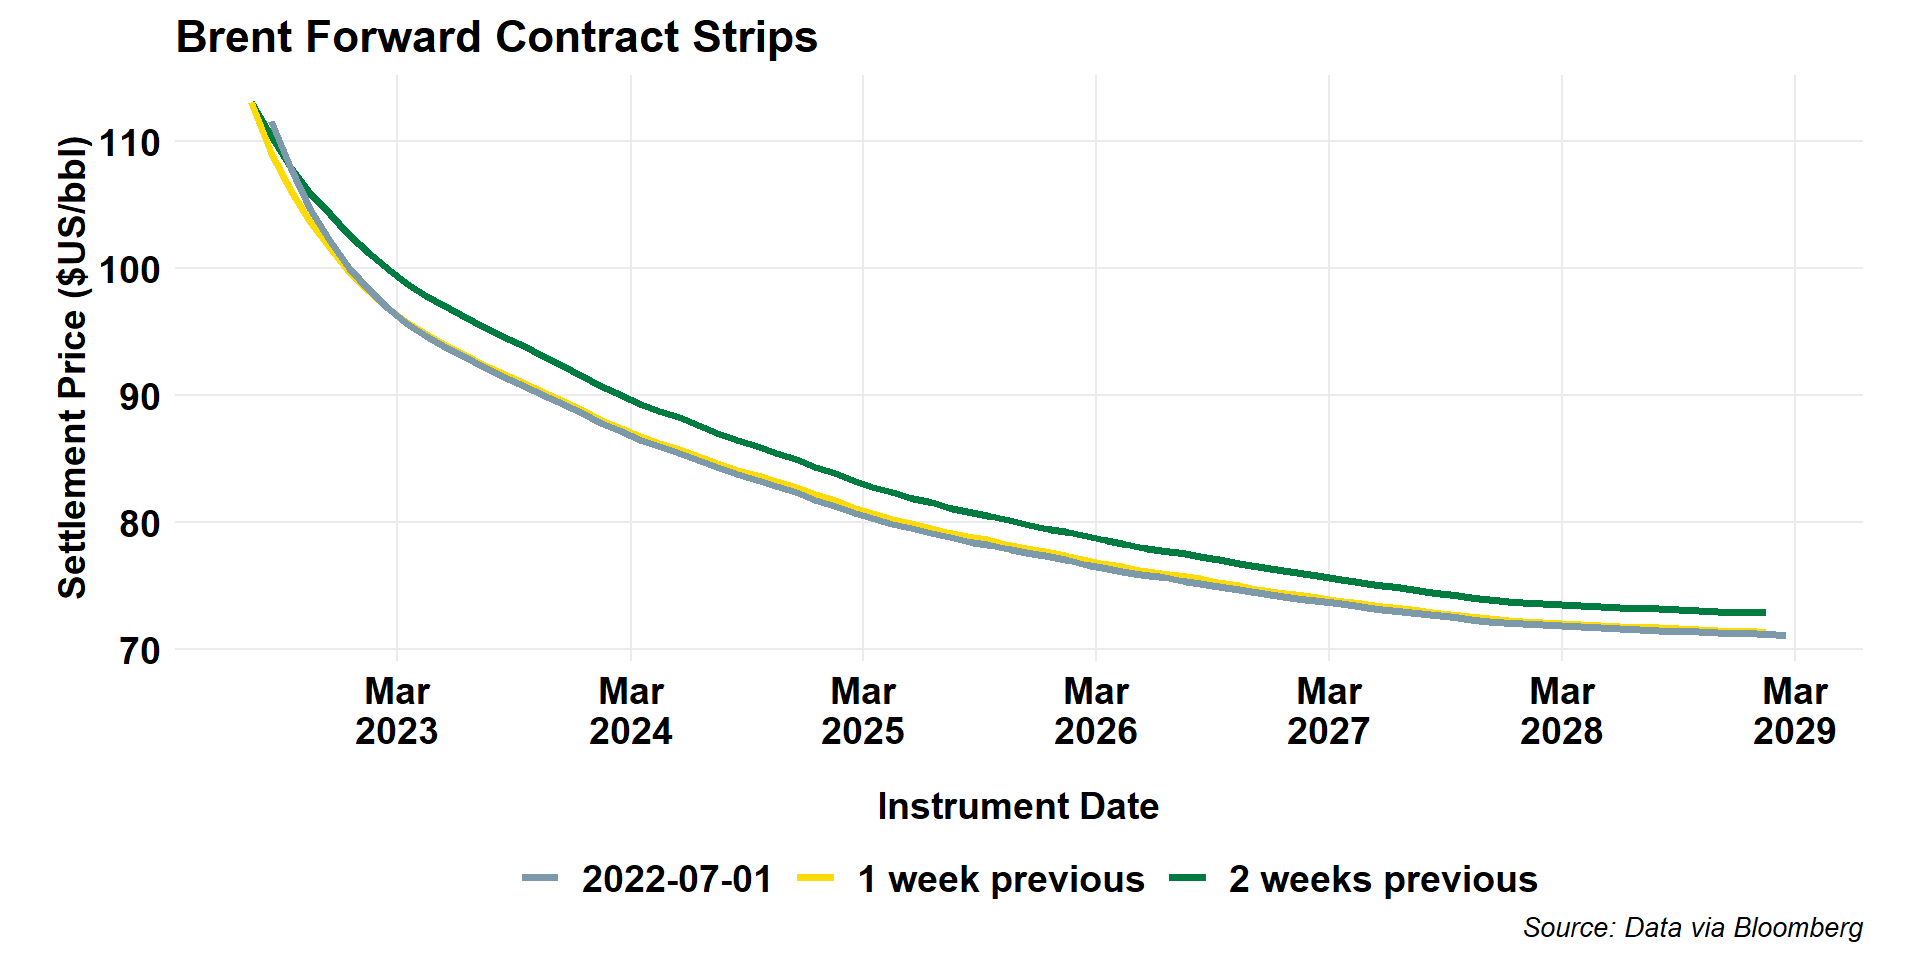 Brent Forward Contract Strips
Settlement Price ($US/bbl)
110
100
90
80
70
Mar 2023
Mar 2024
Mar 2025
Mar 2026
Mar 2027
Mar 2028
Mar 2029
Instrument Date
2022-07-01 1 week previous 2 weeks previous
Source: Data via Bloomberg